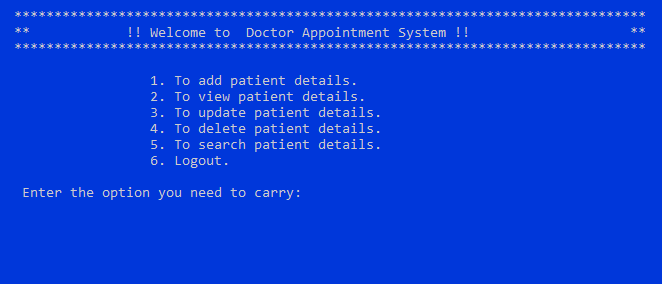 *******************************************************************************
** !! Welcome to Doctor Appointment System !! **
*******************************************************************************
1. To add patient details.
2. To view patient details.
3. To update patient details.
4. To delete patient details.
5. To search patient details.
6. Logout.
Enter the option you need to carry: